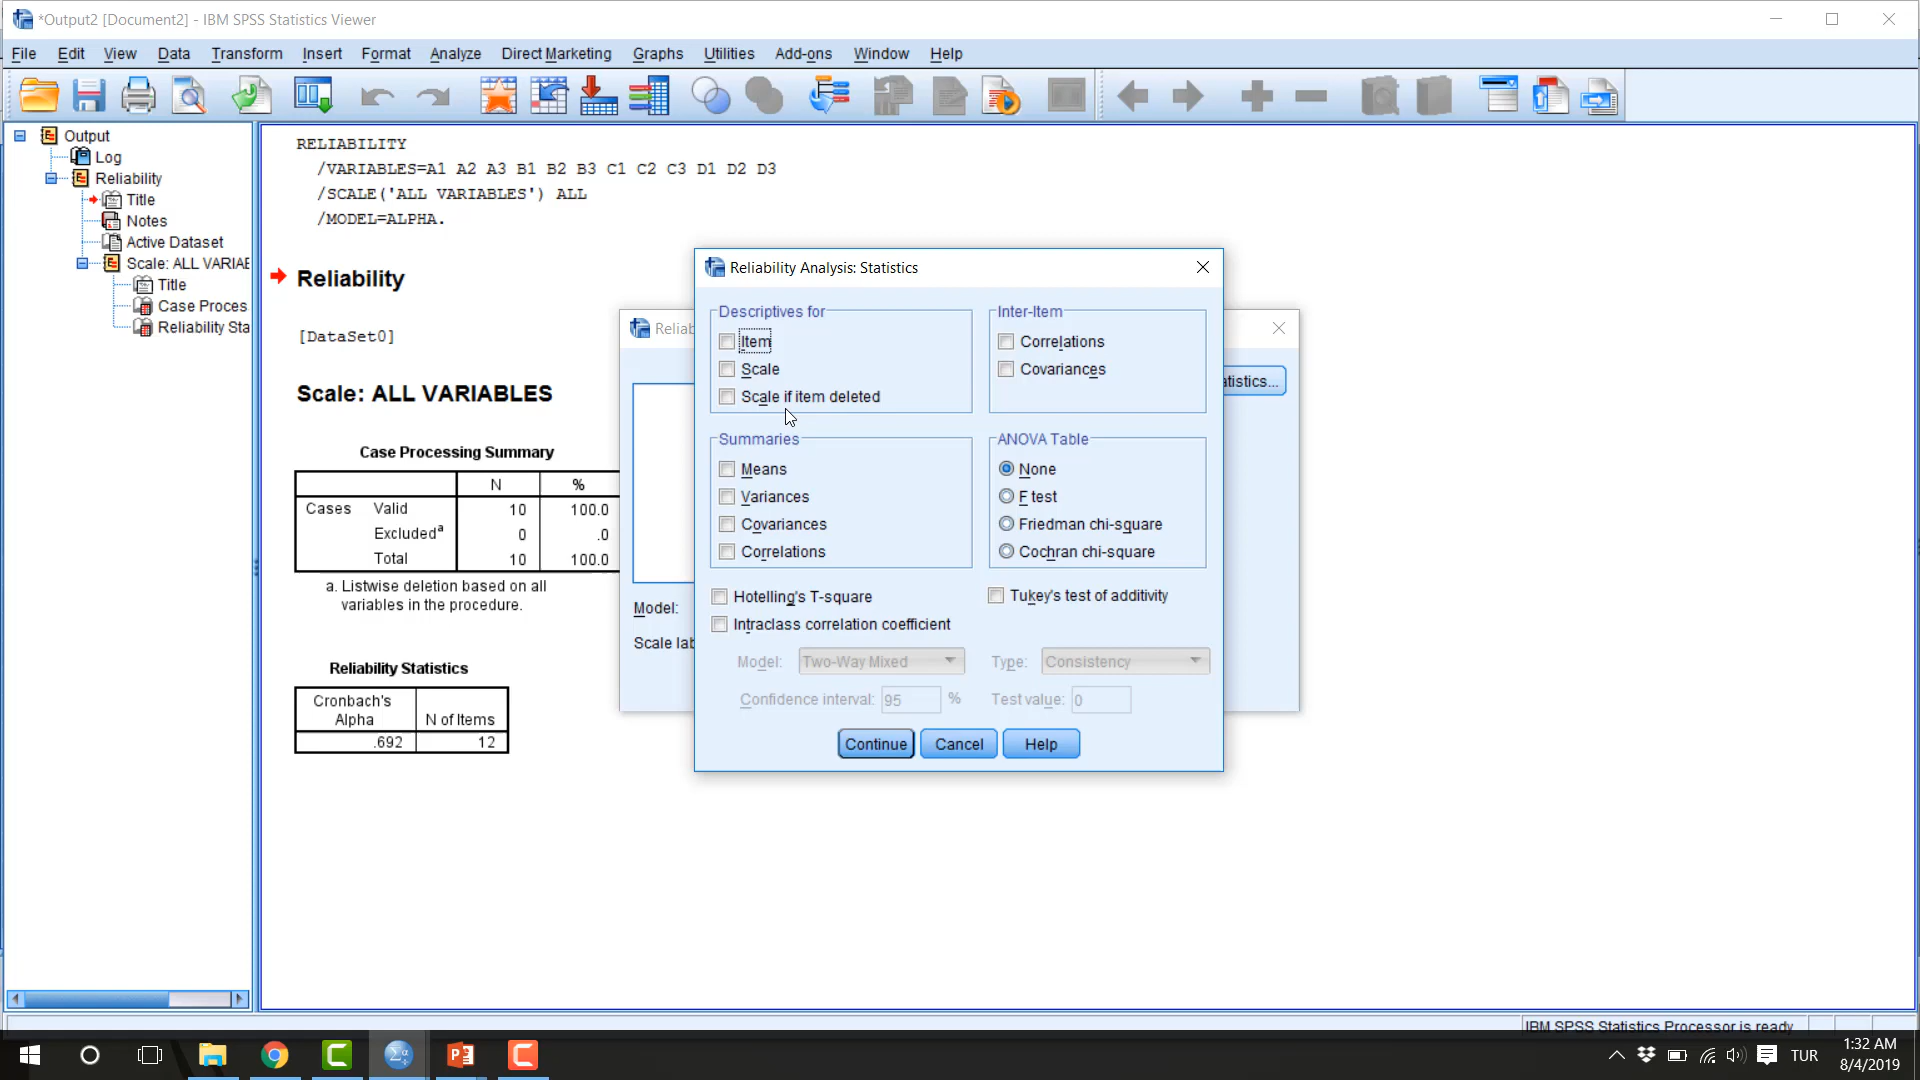 *Output2 [Document2] - IBM SPSS Statistics Viewer
File Edit View Data Transform Insert Format Analyze Direct Marketing Graphs Utilities Add-ons Window Help
Output
Log
Reliability
Title
Notes
Active Dataset
Scale: ALL VARIAE
Title
Case Proces
Reliability Sta
RELIABILITY
/VARIABLES=A1 A2 A3 B1 B2 B3 C1 C2 C3 D1 D2 D3
/SCALE('ALL VARIABLES') ALL
/MODEL=ALPHA.
Reliability
[DataSet0]
Scale: ALL VARIABLES
Case Processing Summary
N %
Cases Valid 10 100.0
Excludeda 0 .0
Total 10 100.0
a. Listwise deletion based on all
variables in the procedure.
Reliability Statistics
Cronbach's
Alpha N of Items
.692 12
Reliab
atistics...
Model:
Scale lab
Reliability Analysis: Statistics
Descriptives for
Item
Scale
Scale if item deleted
Inter-Item
Correlations
Covariances
Summaries
Means
Variances
Covariances
Correlations
ANOVA Table
None
F test
Friedman chi-square
Cochran chi-square
Hotelling's T-square
Tukey's test of additivity
Intraclass correlation coefficient
Model: Two-Way Mixed Type: Consistency
Confidence interval: 95 % Test value: 0
Continue Cancel Help
IBM SPSS Statistics Processor is ready
TUR
1:32 AM
8/4/2019